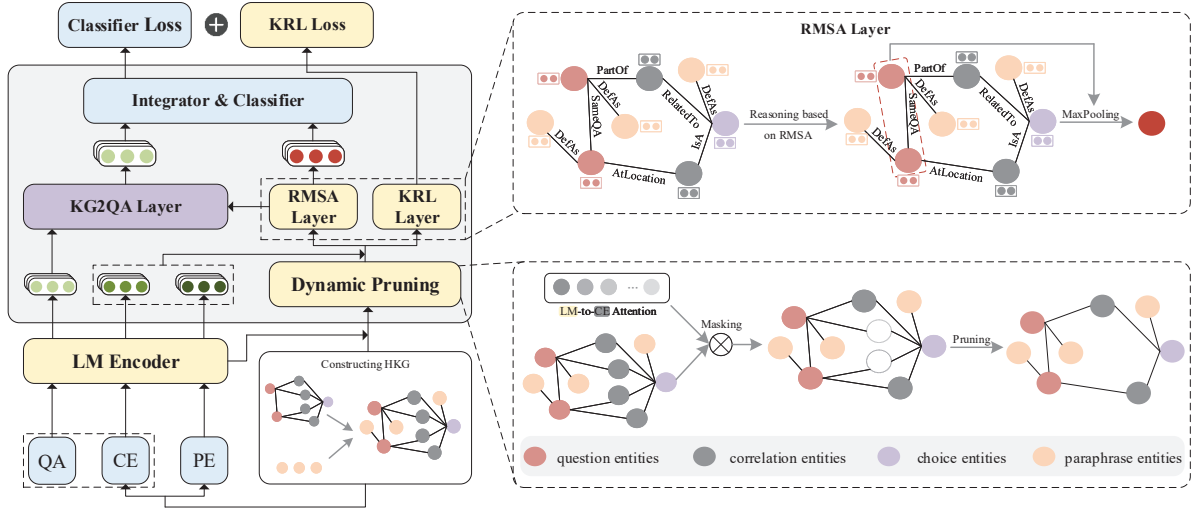 Classifier Loss
KRL Loss
Integrator & Classifier
KG2QA Layer
RMSA
Layer
KRL
Layer
Dynamic Pruning
LM Encoder
QA
CE
PE
Constructing HKG
RMSA Layer
PartOf
DefAs
SameQA
DefAs
RelatedTo
DefAs
IsA
AtLocation
Reasoning based
on RMSA
PartOf
DefAs
SameQA
DefAs
RelatedTo
DefAs
IsA
AtLocation
MaxPooling
...
LM-to-CE Attention
Masking
Pruning
question entities
correlation entities
choice entities
paraphrase entities